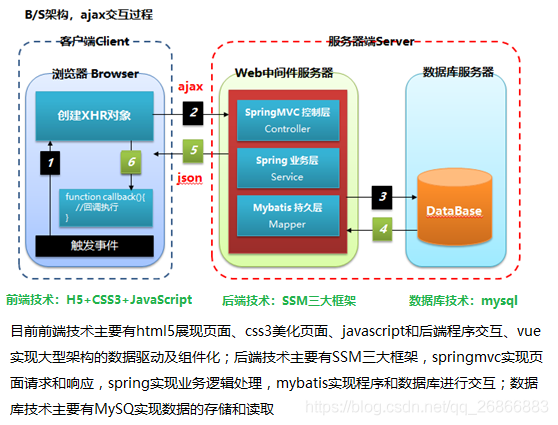 B/S架构，ajax交互过程
客户端Client
服务器端Server
浏览器 Browser
Web中间件服务器
数据库服务器
创建XHR对象
ajax
2
SpringMVC 控制层
Controller
5
json
1
6
Spring 业务层
Service
function callback(){
//回调执行
}
3
Mybatis 持久层
Mapper
DataBase
4
触发事件
前端技术：H5+CSS3+JavaScript
后端技术：SSM三大框架
数据库技术：mysql
目前前端技术主要有html5展现页面、css3美化页面、javascript和后端程序交互、vue
实现大型架构的数据驱动及组件化；后端技术主要有SSM三大框架，springmvc实现页
面请求和响应，spring实现业务逻辑处理，mybatis实现程序和数据库进行交互；数据
库技术主要有MySQ实现数据的存储和读取
https://blog.csdn.net/qq_26866883